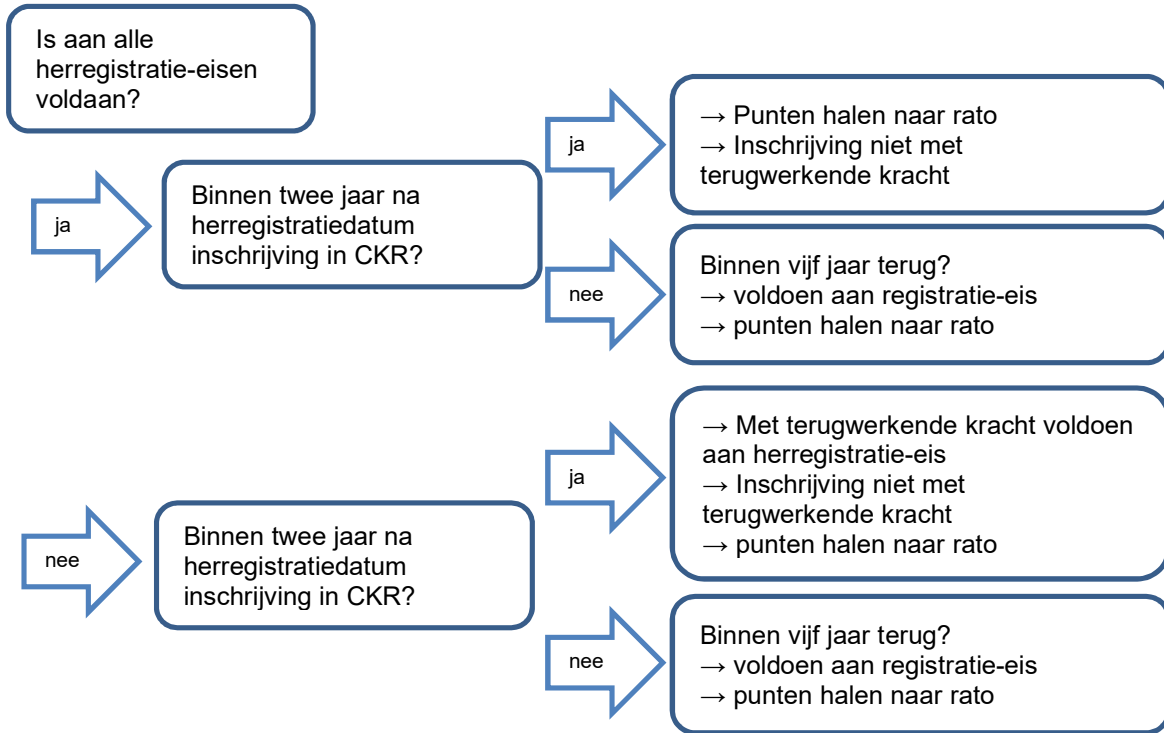 Is aan alle
herregistratie-eisen
voldaan?
ja
Binnen twee jaar na
herregistratiedatum
inschrijving in CKR?
ja
→ Punten halen naar rato
→ Inschrijving niet met
terugwerkende kracht
nee
Binnen vijf jaar terug?
→ voldoen aan registratie-eis
→ punten halen naar rato
nee
Binnen twee jaar na
herregistratiedatum
inschrijving in CKR?
ja
→ Met terugwerkende kracht voldoen
aan herregistratie-eis
→ Inschrijving niet met
terugwerkende kracht
→ punten halen naar rato
nee
Binnen vijf jaar terug?
→ voldoen aan registratie-eis
→ punten halen naar rato